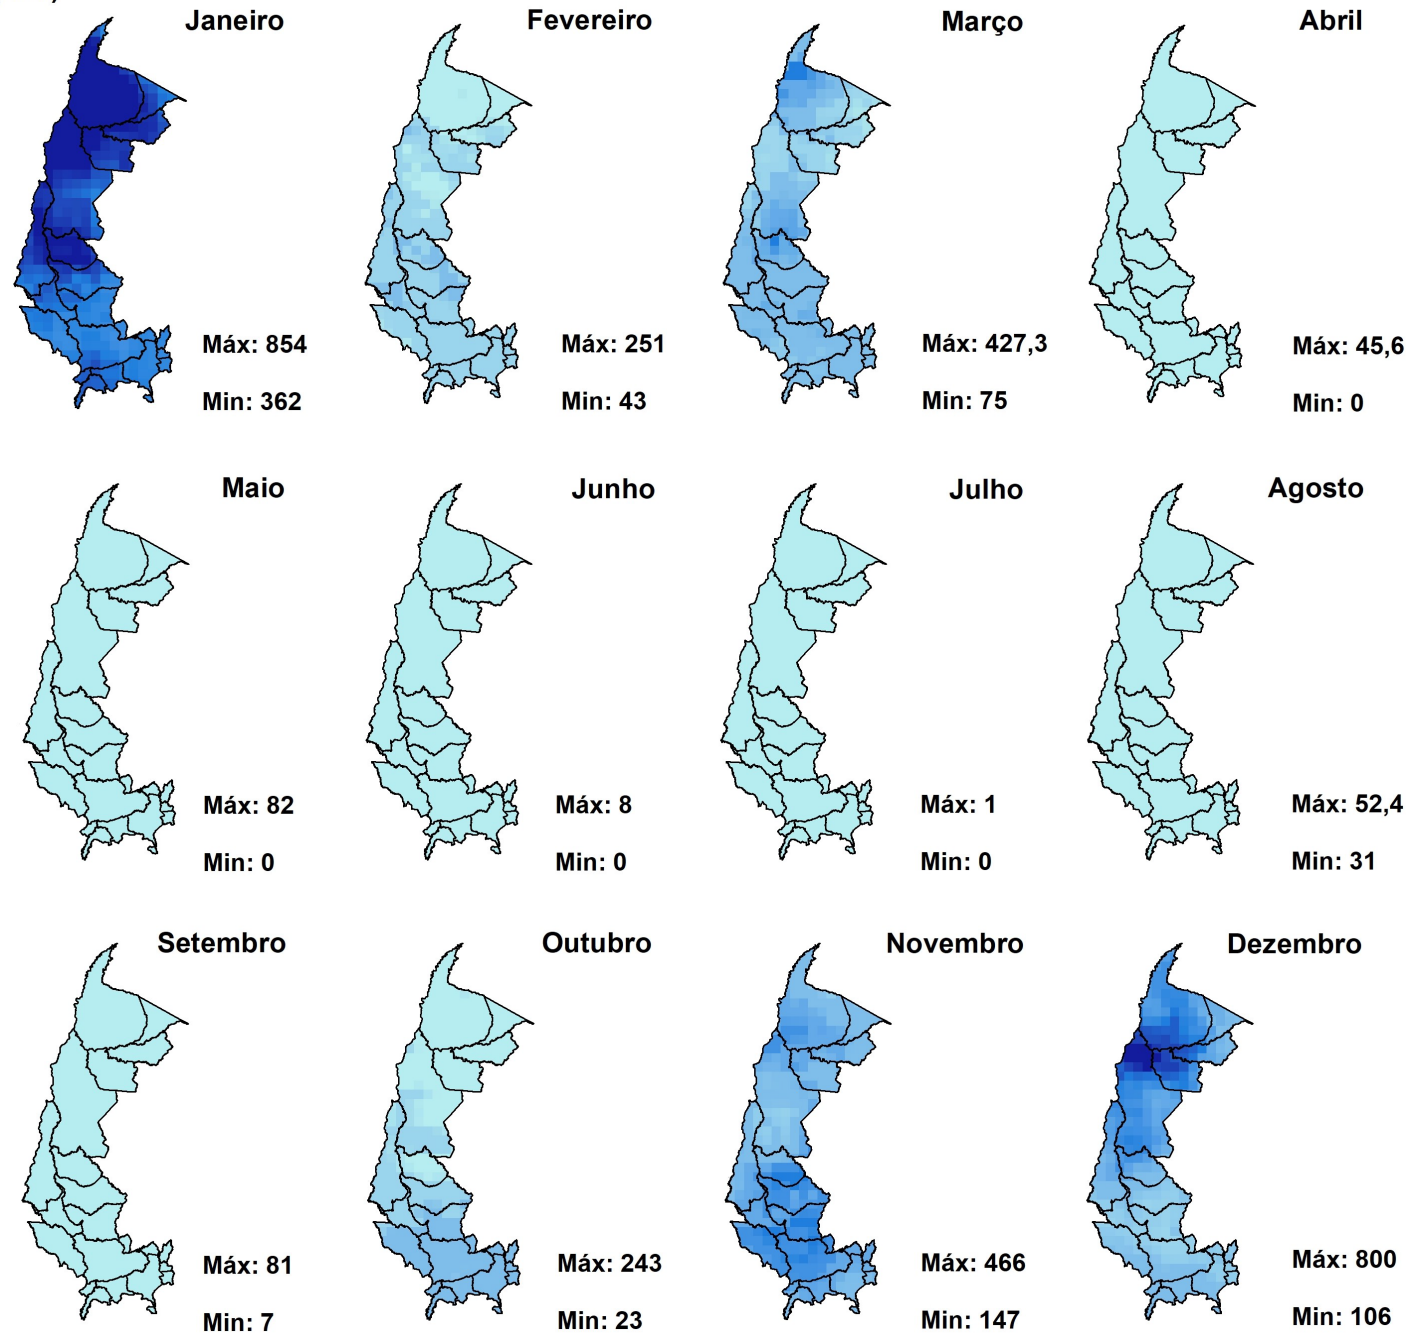 Janeiro
Máx: 854
Min: 362
Fevereiro
Máx: 251
Min: 43
Março
Máx: 427,3
Min: 75
Abril
Máx: 45,6
Min: 0
Maio
Máx: 82
Min: 0
Junho
Máx: 8
Min: 0
Julho
Máx: 1
Min: 0
Agosto
Máx: 52,4
Min: 31
Setembro
Máx: 81
Min: 7
Outubro
Máx: 243
Min: 23
Novembro
Máx: 466
Min: 147
Dezembro
Máx: 800
Min: 106